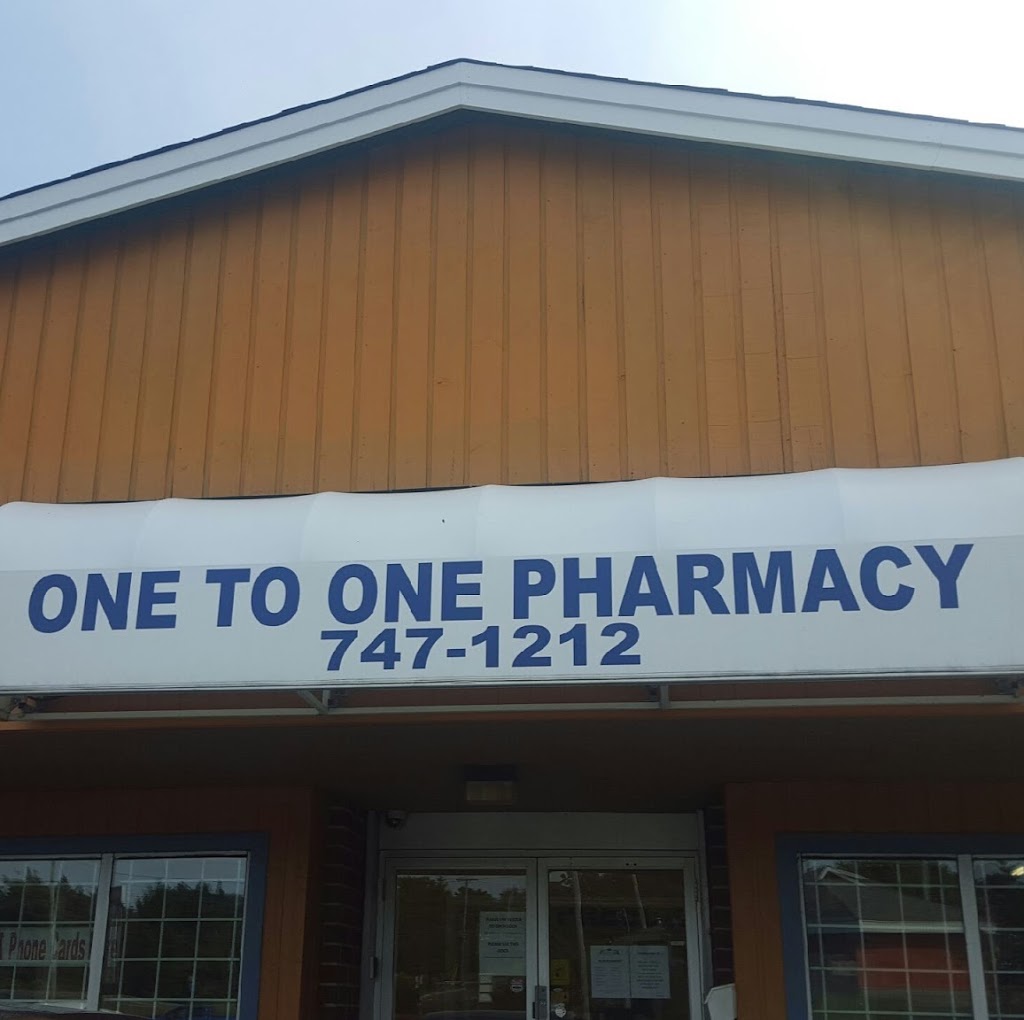 ONE TO ONE PHARMACY
747-1212
Phone Cards